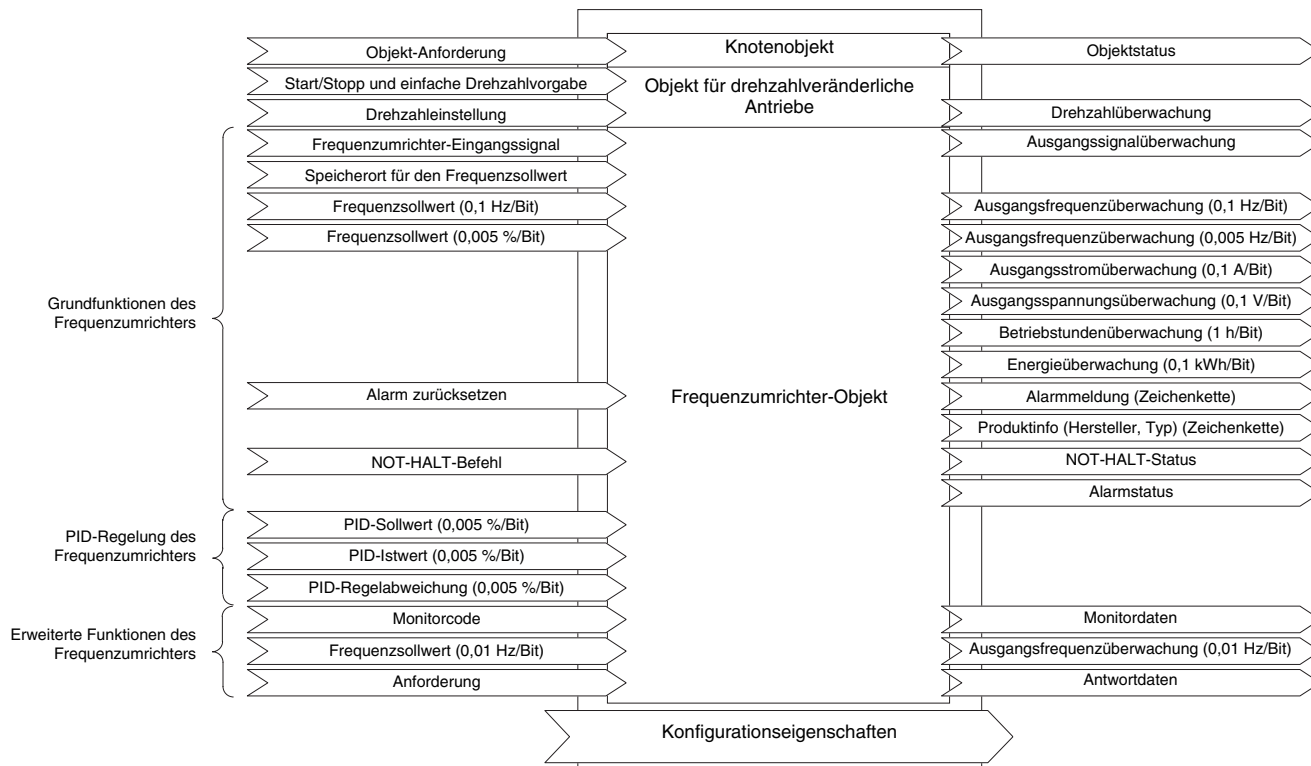 Objekt-Anforderung
Knotenobjekt
Objektstatus
Start/Stopp und einfache Drehzahlvorgabe
Objekt für drehzahlveränderliche
Antriebe
Drehzahleinstellung
Drehzahlüberwachung
Frequenzumrichter-Eingangssignal
Ausgangssignalüberwachung
Speicherort für den Frequenzsollwert
Frequenzsollwert (0,1 Hz/Bit)
Ausgangsfrequenzüberwachung (0,1 Hz/Bit)
Frequenzsollwert (0,005 %/Bit)
Ausgangsfrequenzüberwachung (0,005 Hz/Bit)
Ausgangsstromüberwachung (0,1 A/Bit)
Grundfunktionen des
Frequenzumrichters
Ausgangsspannungsüberwachung (0,1 V/Bit)
Betriebstundenüberwachung (1 h/Bit)
Energieüberwachung (0,1 kWh/Bit)
Alarm zurücksetzen
Frequenzumrichter-Objekt
Alarmmeldung (Zeichenkette)
Produktinfo (Hersteller, Typ) (Zeichenkette)
NOT-HALT-Befehl
NOT-HALT-Status
Alarmstatus
PID-Regelung des
Frequenzumrichters
PID-Sollwert (0,005 %/Bit)
PID-Istwert (0,005 %/Bit)
PID-Regelabweichung (0,005 %/Bit)
Erweiterte Funktionen des
Frequenzumrichters
Monitorcode
Monitordaten
Frequenzsollwert (0,01 Hz/Bit)
Ausgangsfrequenzüberwachung (0,01 Hz/Bit)
Anforderung
Antwortdaten
Konfigurationseigenschaften